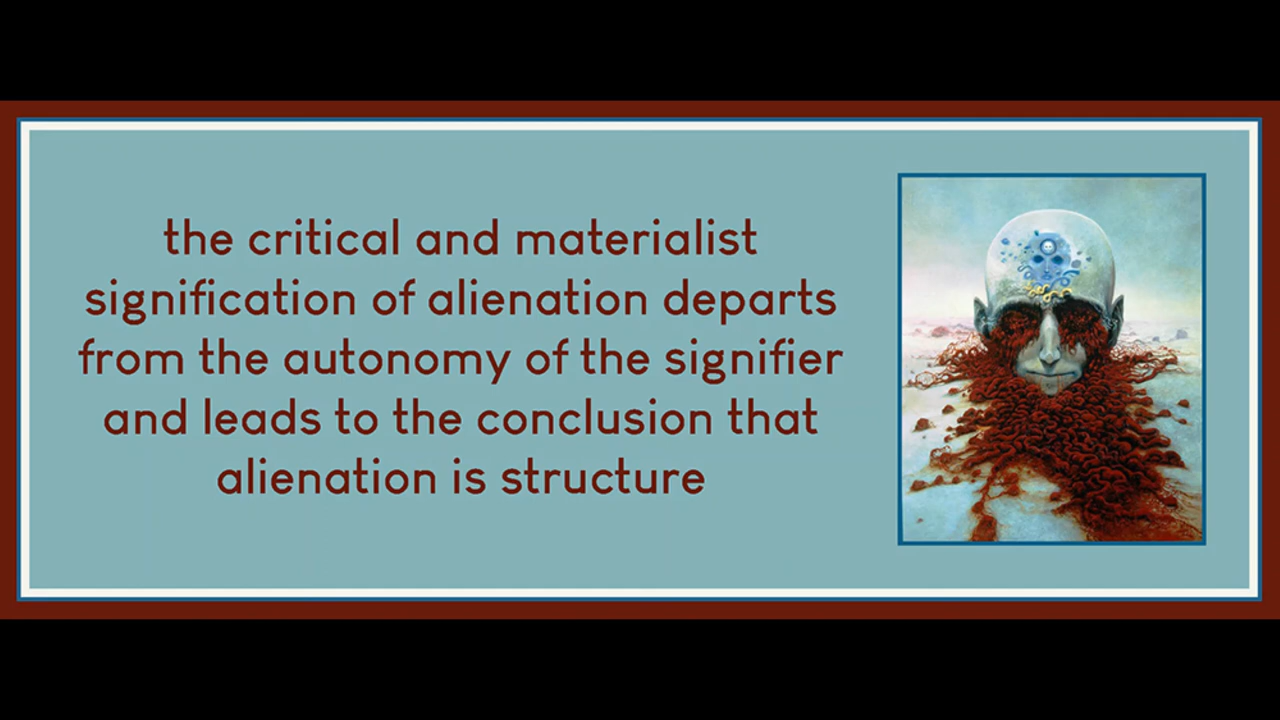 the critical and materialist
signification of alienation departs
from the autonomy of the signifier
and leads to the conclusion that
alienation is structure